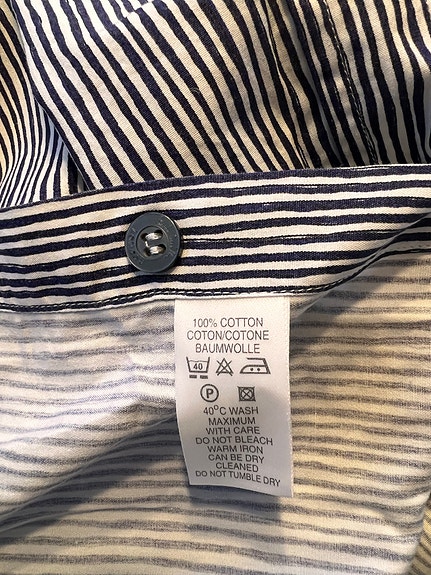 100% COTTON
COTON/COTONE
BAUMWOLLE
40
P
40°C WASH
MAXIMUM
WITH CARE
DO NOT BLEACH
WARM IRON
CAN BE DRY
CLEANED
DO NOT TUMBLE DRY